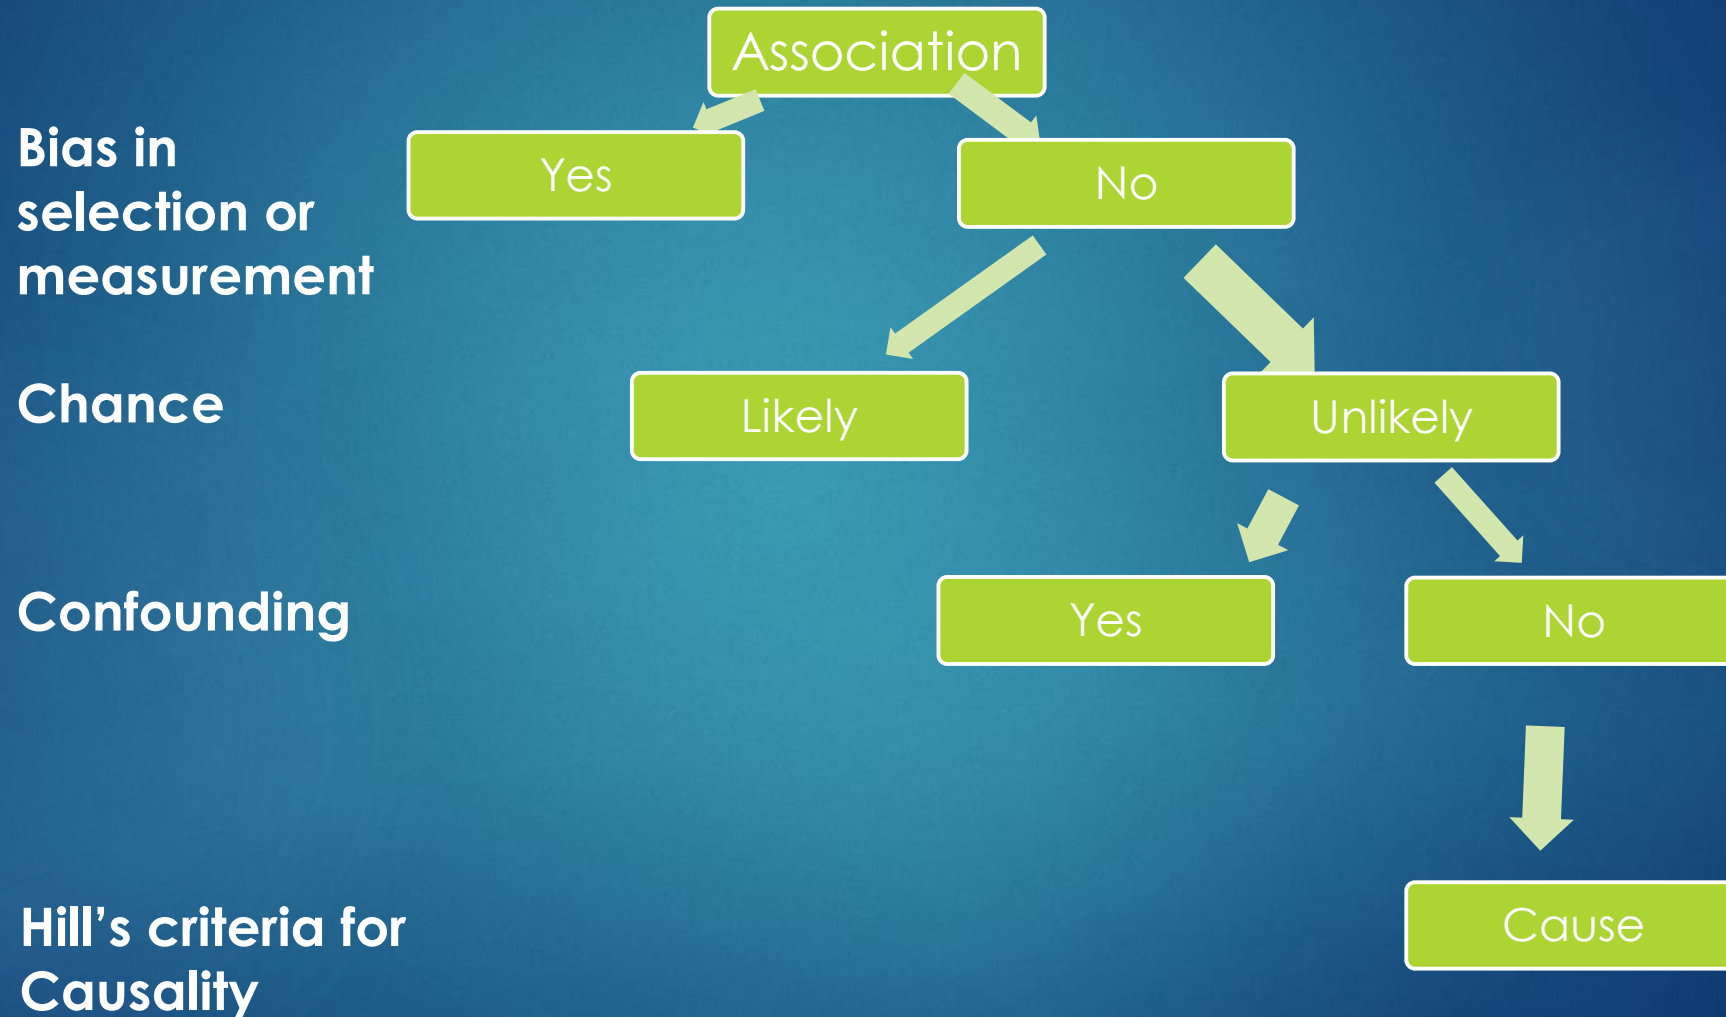 Association
Bias in
selection or
measurement
Yes
No
Chance
Likely
Unlikely
Confounding
Yes
No
Hill's criteria for
Causality
Cause